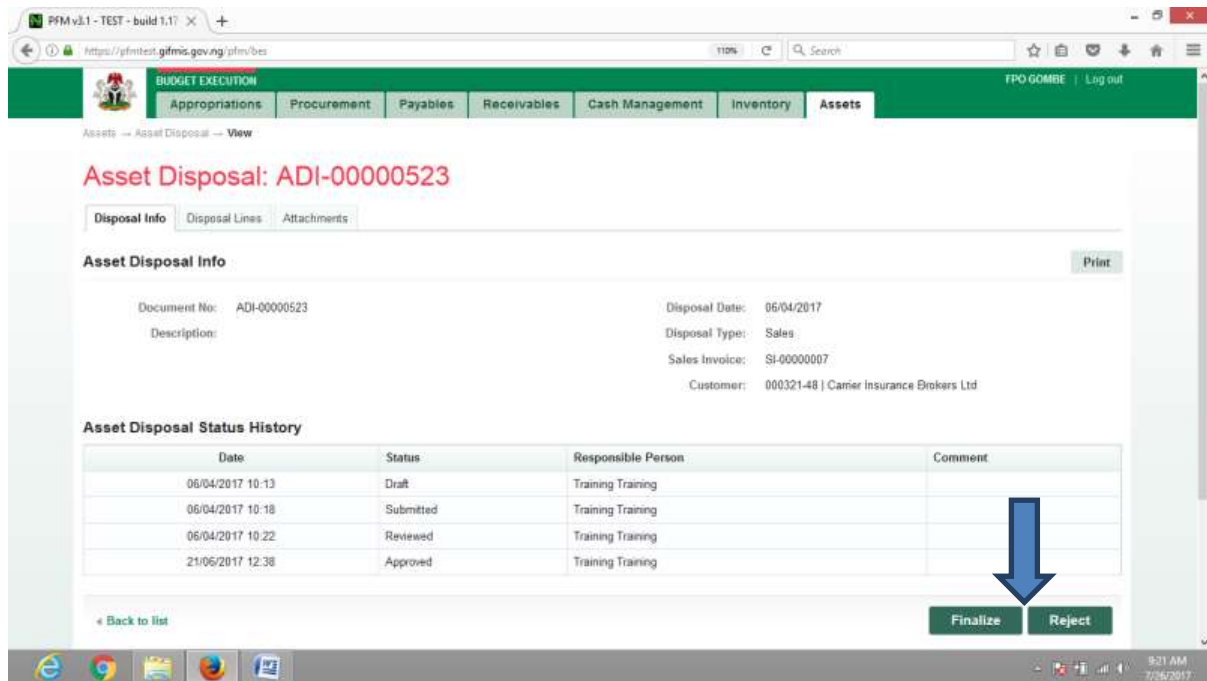 PFM v3.1 - TEST - build 1.1
https://pfmtest.gifmis.gov.ng/pfm/bes
110%
Search
BUDGET EXECUTION
FPO GOMBE | Log out
Appropriations Procurement Payables Receivables Cash Management Inventory Assets
Assets → Asset Disposal → View
Asset Disposal: ADI-00000523
Disposal Info Disposal Lines Attachments
Asset Disposal Info
Print
Document No: ADI-00000523
Disposal Date: 06/04/2017
Description:
Disposal Type: Sales
Sales Invoice: SI-00000007
Customer: 000321-48 | Carrier Insurance Brokers Ltd
Asset Disposal Status History
Date Status Responsible Person Comment
06/04/2017 10:13 Draft Training Training
06/04/2017 10:18 Submitted Training Training
06/04/2017 10:22 Reviewed Training Training
21/06/2017 12:38 Approved Training Training
« Back to list
Finalize Reject
9:21 AM
7/26/2017